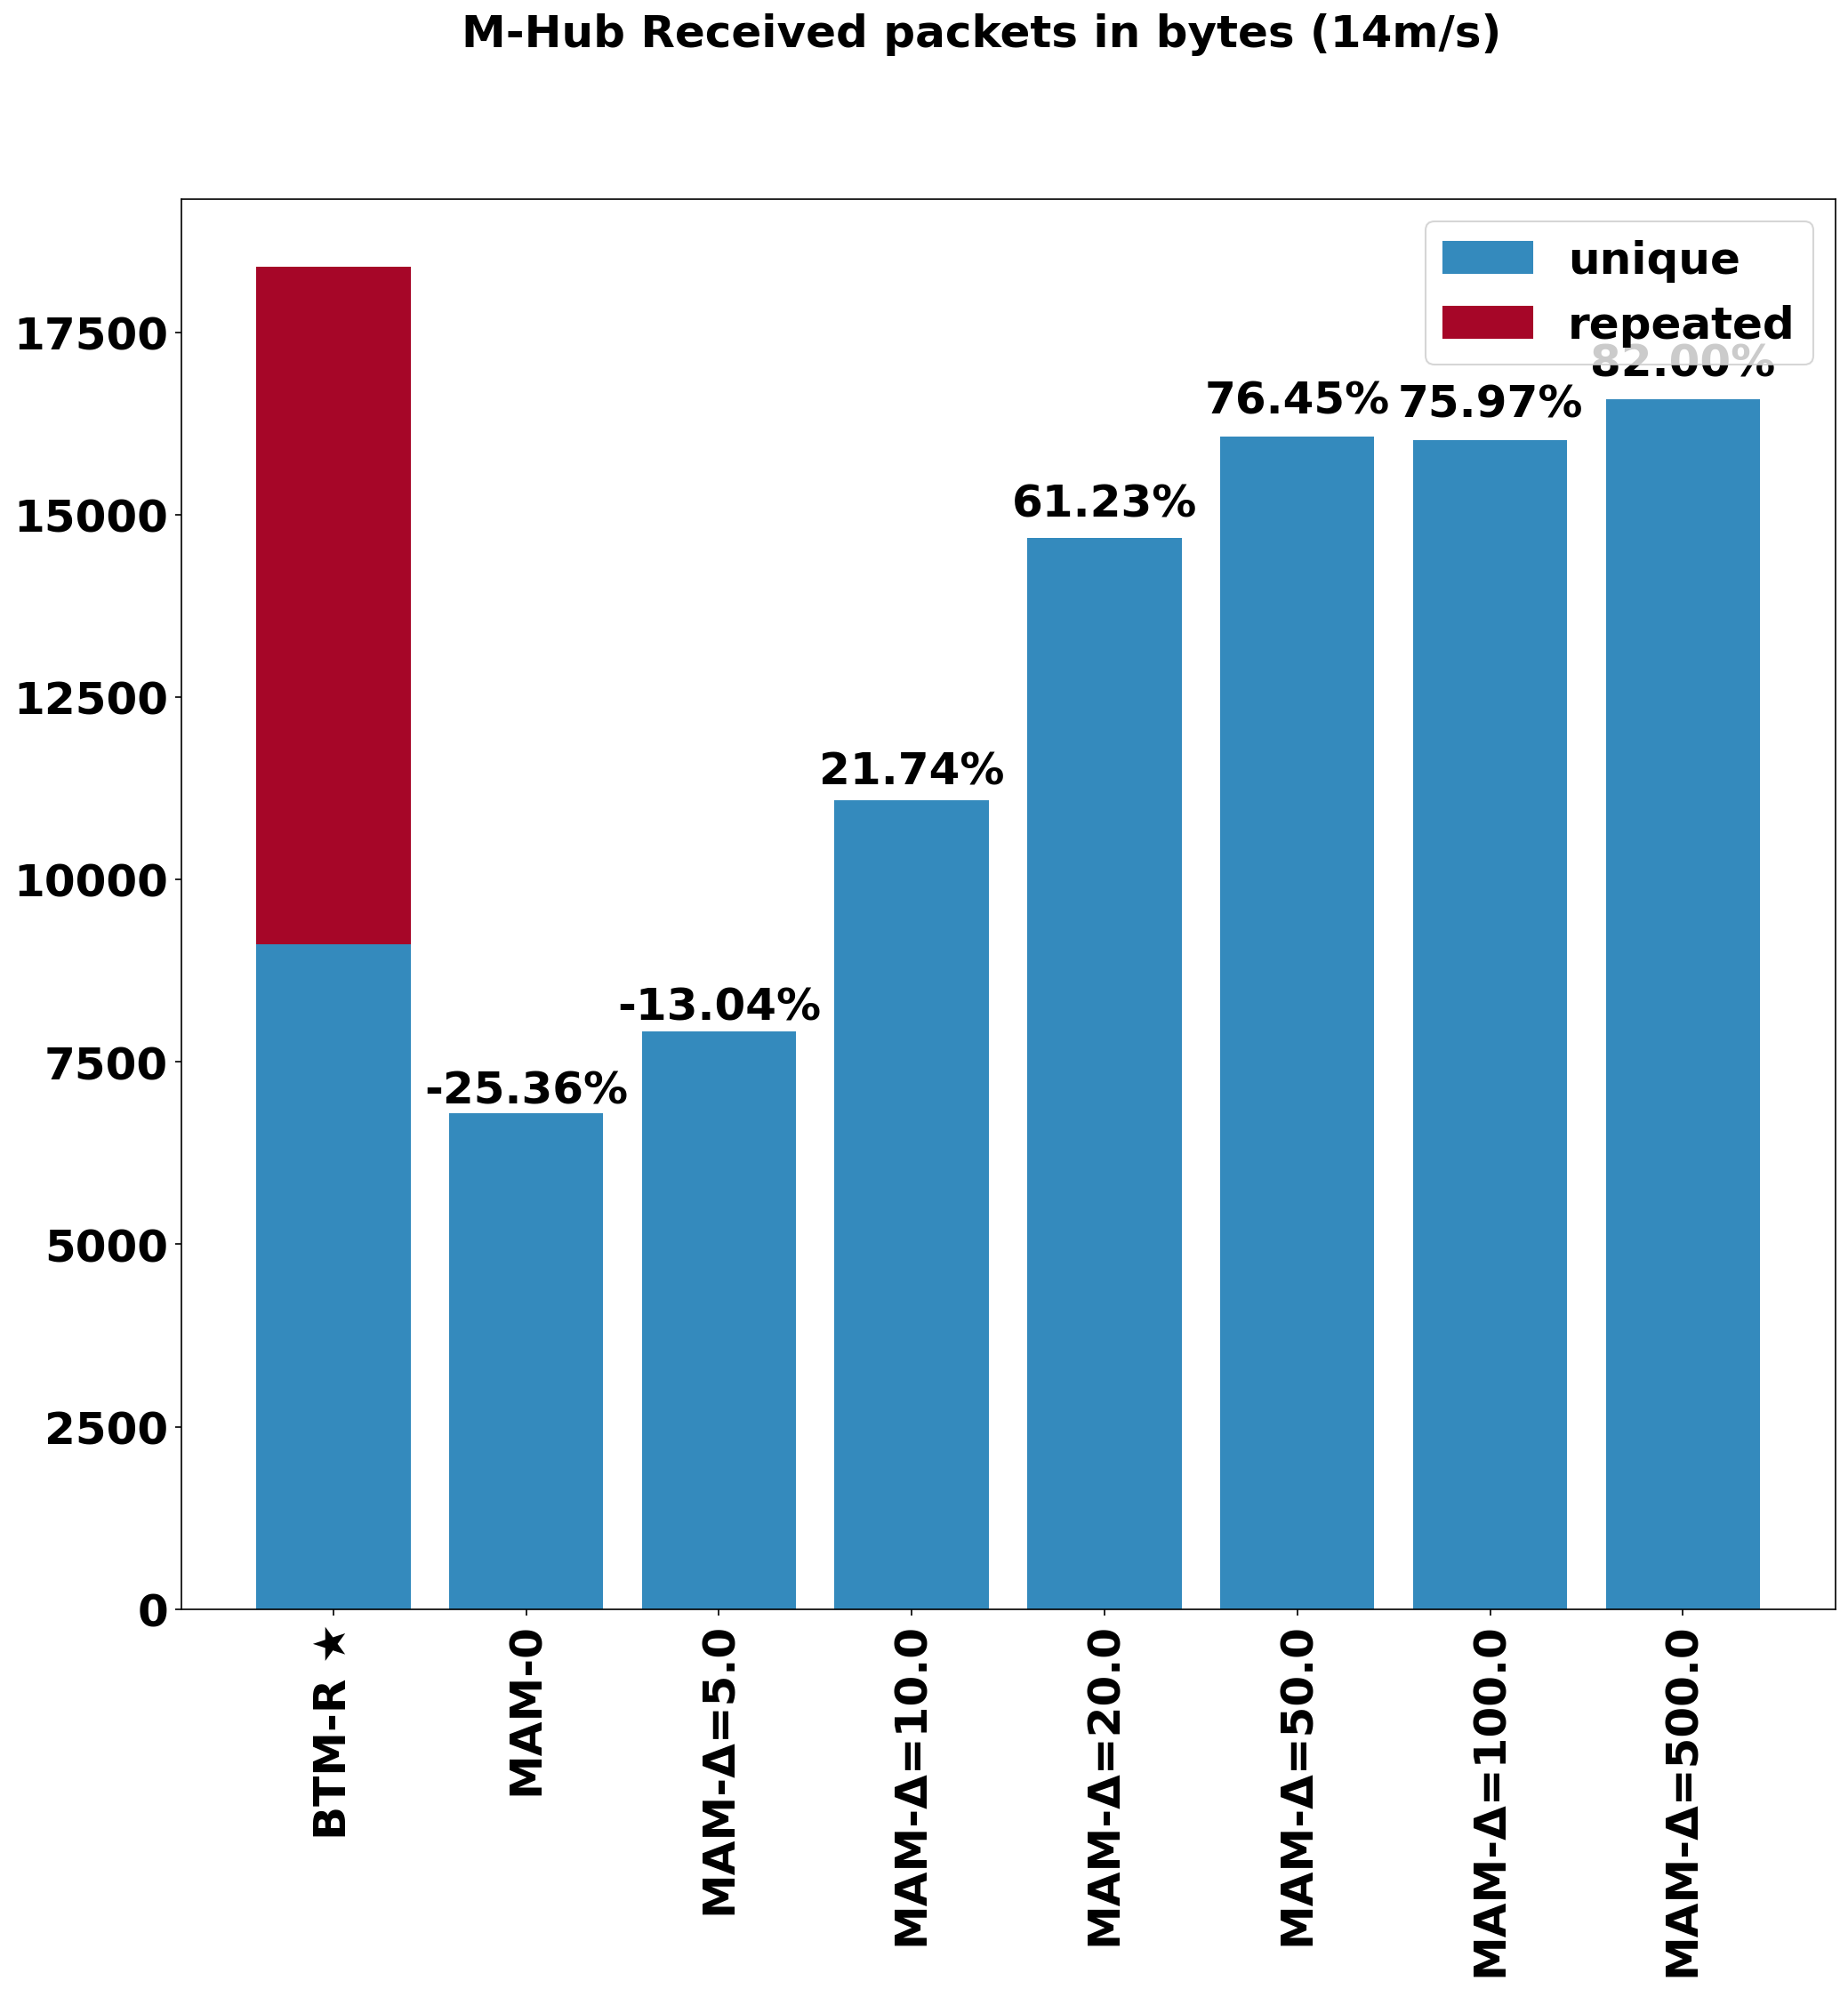 M-Hub Received packets in bytes (14m/s)
unique
repeated
17500
15000
12500
10000
7500
5000
2500
0
-25.36%
-13.04%
21.74%
61.23%
76.45%
75.97%
82.00%
BTM-R ★
MAM-0
MAM-Δ=5.0
MAM-Δ=10.0
MAM-Δ=20.0
MAM-Δ=50.0
MAM-Δ=100.0
MAM-Δ=500.0